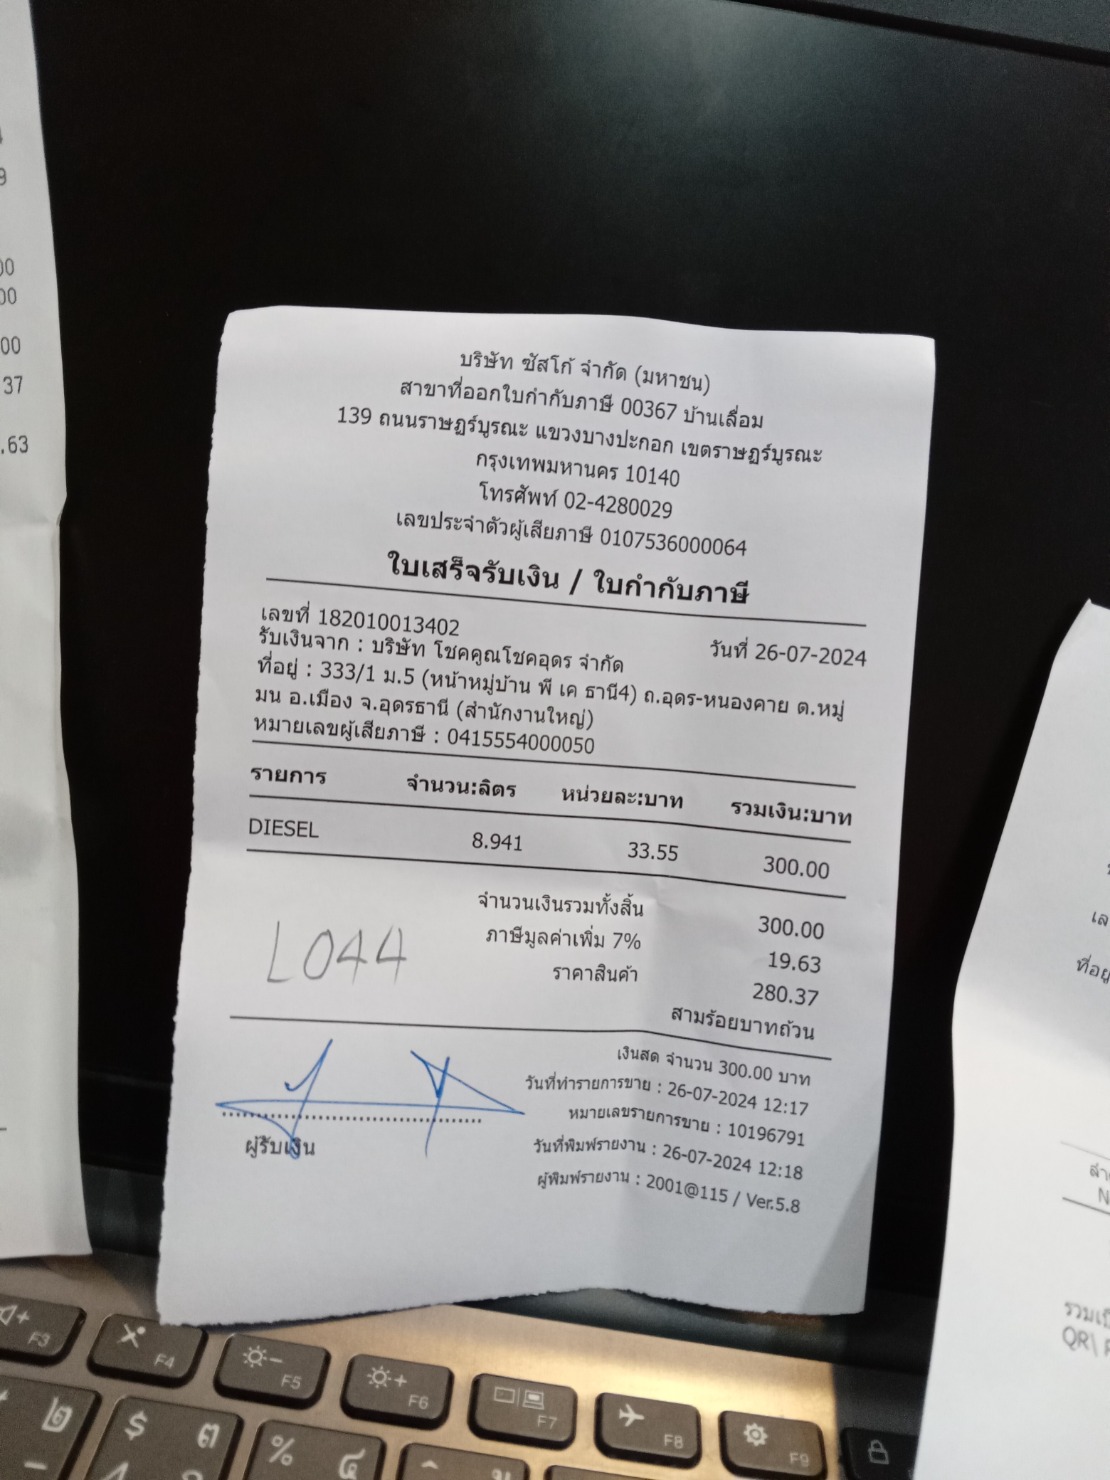 บริษัท ซัสโก้ จำกัด (มหาชน)
สาขาที่ออกใบกำกับภาษี 00367 บ้านเลื่อม
139 ถนนราษฎร์บูรณะ แขวงบางปะกอก เขตราษฎร์บูรณะ
กรุงเทพมหานคร 10140
โทรศัพท์ 02-4280029
เลขประจำตัวผู้เสียภาษี 0107536000064
ใบเสร็จรับเงิน / ใบกำกับภาษี
เลขที่ 182010013402 วันที่ 26-07-2024
รับเงินจาก : บริษัท โชคคูณโชคอุดร จำกัด
ที่อยู่ : 333/1 ม.5 (หน้าหมู่บ้าน พี เค ธานี4) ถ.อุดร-หนองคาย ต.หมู่
มน อ.เมือง จ.อุดรธานี (สำนักงานใหญ่)
หมายเลขผู้เสียภาษี : 0415554000050
รายการ จำนวน:ลิตร หน่วยละ:บาท รวมเงิน:บาท
DIESEL 8.941 33.55 300.00
จำนวนเงินรวมทั้งสิ้น 300.00
ภาษีมูลค่าเพิ่ม 7% 19.63
ราคาสินค้า 280.37
L044
สามร้อยบาทถ้วน
เงินสด จำนวน 300.00 บาท
วันที่ทำรายการขาย : 26-07-2024 12:17
หมายเลขรายการขาย : 10196791
ผู้รับเงิน
วันที่พิมพ์รายงาน : 26-07-2024 12:18
ผู้พิมพ์รายงาน : 2001@115 / Ver.5.8
00
37
.63
เล
ที่อยู่
N
QR\
F3 F4 F5 F6 F7 F8 F9
๒ $ ๓ % ๔